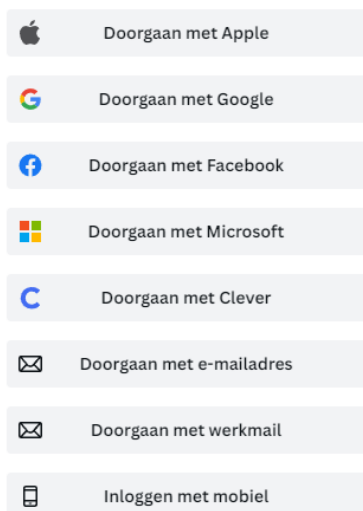 Doorgaan met Apple
Doorgaan met Google
Doorgaan met Facebook
Doorgaan met Microsoft
Doorgaan met Clever
Doorgaan met e-mailadres
Doorgaan met werkmail
Inloggen met mobiel